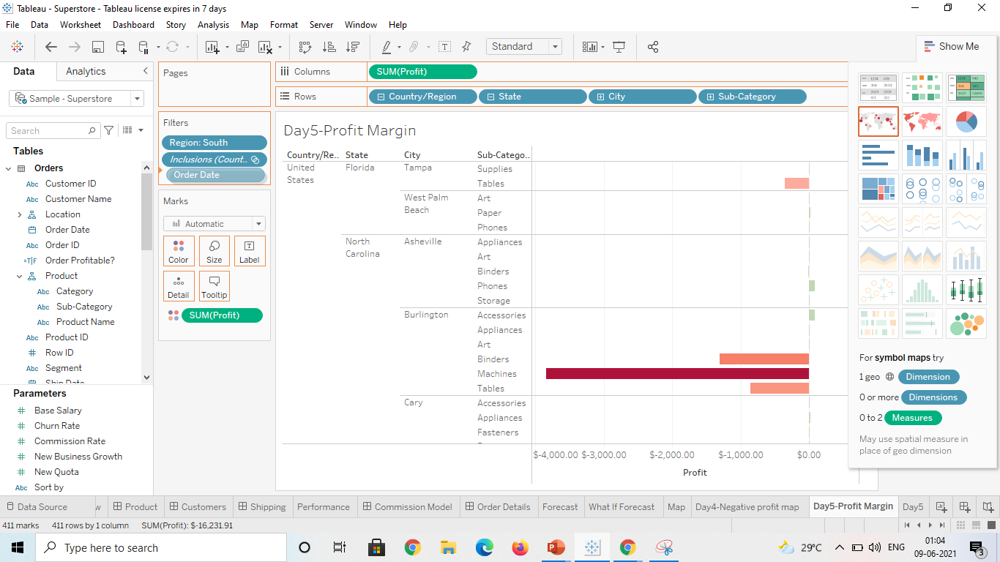 Tableau - Superstore - Tableau license expires in 7 days
File Data Worksheet Dashboard Story Analysis Map Format Server Window Help
Standard
Show Me
Data Analytics
Sample - Superstore
Search
Tables
Orders
Abc Customer ID
Abc Customer Name
Location
Order Date
Abc Order ID
=T|F Order Profitable?
Product
Abc Category
Abc Sub-Category
Abc Product Name
Abc Product ID
Row ID
Abc Segment
Ship Date
Parameters
Base Salary
Churn Rate
Commission Rate
New Business Growth
New Quota
Abc Sort by
Pages
Filters
Region: South
Inclusions (Count..
Order Date
Marks
Automatic
Color Size Label
Detail Tooltip
SUM(Profit)
Columns SUM(Profit)
Rows Country/Region State City Sub-Category
Day5-Profit Margin
Country/Re.. State City Sub-Catego..
United States Florida Tampa Supplies
Tables
West Palm Beach Art
Paper
Phones
North Carolina Asheville Appliances
Art
Binders
Phones
Storage
Burlington Accessories
Appliances
Art
Binders
Machines
Tables
Cary Accessories
Appliances
Fasteners
$-4,000.00 $-3,000.00 $-2,000.00 $-1,000.00 $0.00
Profit
For symbol maps try
1 geo Dimension
0 or more Dimensions
0 to 2 Measures
May use spatial measure in
place of geo dimension
Data Source w Product Customers Shipping Performance Commission Model Order Details Forecast What If Forecast Map Day4-Negative profit map Day5-Profit Margin Day5
411 marks 411 rows by 1 column SUM(Profit): $-16,231.91
Type here to search
29°C ENG 01:04
09-06-2021
3